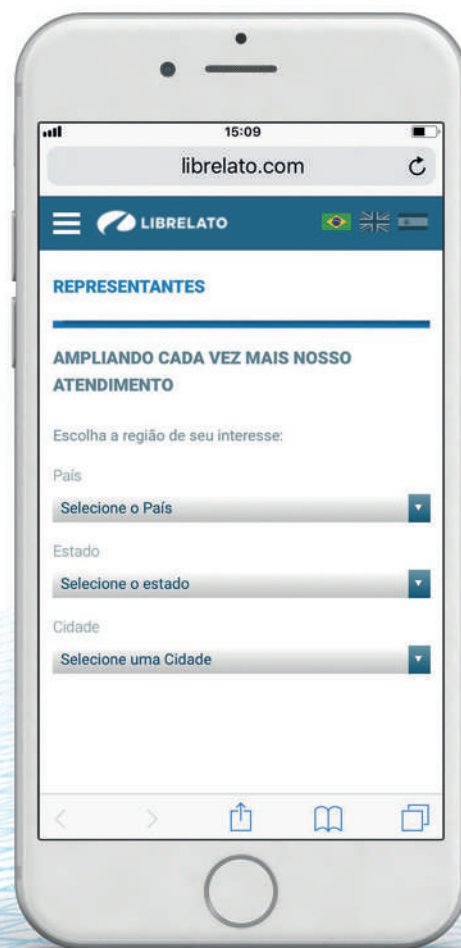 15:09
librelato.com
LIBRELATO
REPRESENTANTES
AMPLIANDO CADA VEZ MAIS NOSSO
ATENDIMENTO
Escolha a região de seu interesse:
País
Selecione o País
Estado
Selecione o estado
Cidade
Selecione uma Cidade